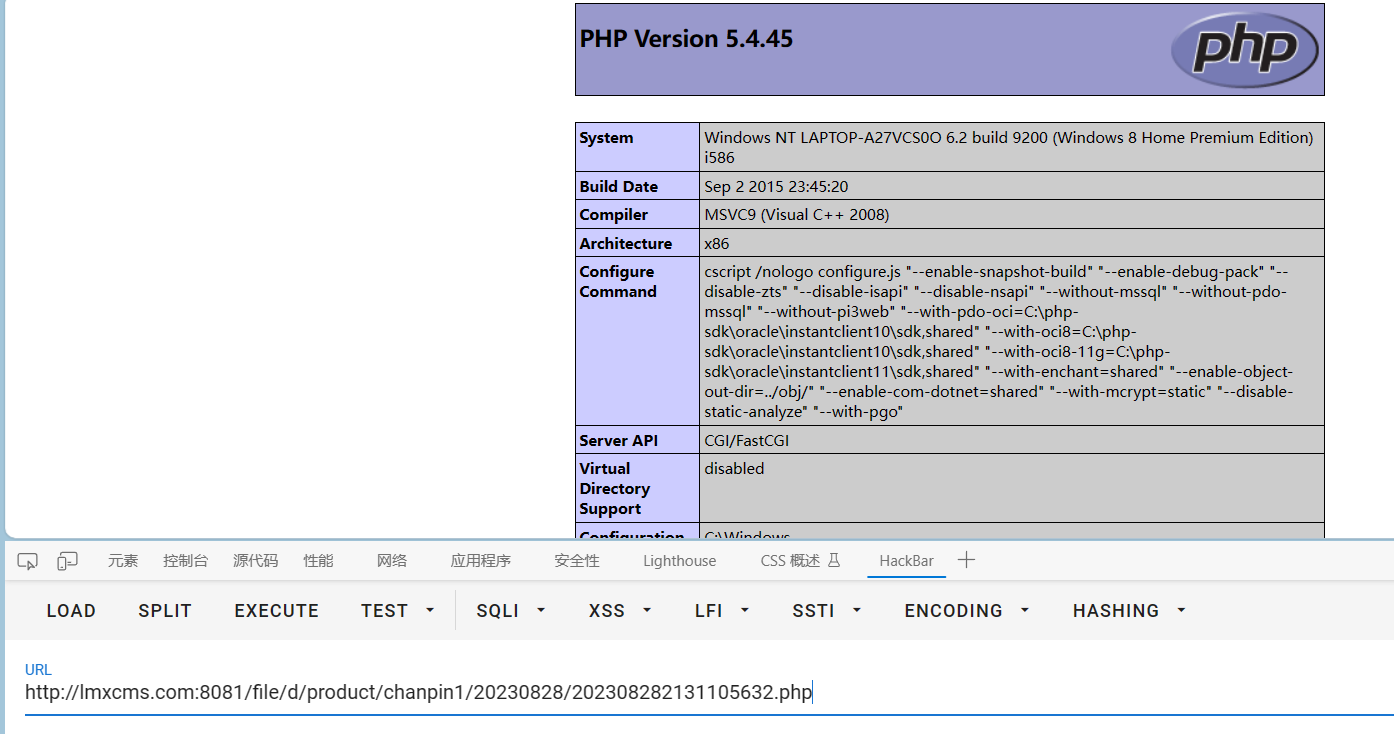 PHP Version 5.4.45
php
System
Windows NT LAPTOP-A27VCS0O 6.2 build 9200 (Windows 8 Home Premium Edition)
i586
Build Date
Sep 2 2015 23:45:20
Compiler
MSVC9 (Visual C++ 2008)
Architecture
x86
Configure
Command
cscript /nologo configure.js "--enable-snapshot-build" "--enable-debug-pack" "--
disable-zts" "--disable-isapi" "--disable-nsapi" "--without-mssql" "--without-pdo-
mssql" "--without-pi3web" "--with-pdo-oci=C:\php-
sdk\oracle\instantclient10\sdk,shared" "--with-oci8=C:\php-
sdk\oracle\instantclient10\sdk,shared" "--with-oci8-11g=C:\php-
sdk\oracle\instantclient11\sdk,shared" "--with-enchant=shared" "--enable-object-
out-dir=../obj/" "--enable-com-dotnet=shared" "--with-mcrypt=static" "--disable-
static-analyze" "--with-pgo"
Server API
CGI/FastCGI
Virtual
Directory
Support
disabled
Configuration
C:\Windows
元素
控制台
源代码
性能
网络
应用程序
安全性
Lighthouse
CSS 概述
HackBar
LOAD
SPLIT
EXECUTE
TEST
SQLI
XSS
LFI
SSTI
ENCODING
HASHING
URL
http://lmxcms.com:8081/file/d/product/chanpin1/20230828/202308282131105632.php